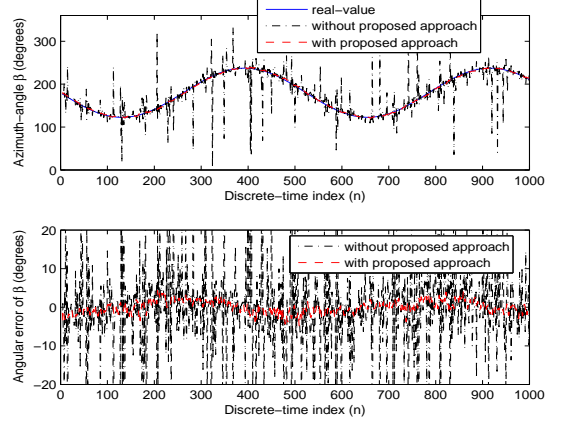 real−value
without proposed approach
with proposed approach
Azimuth−angle β (degrees)
300
200
100
0
0 100 200 300 400 500 600 700 800 900 1000
Discrete−time index (n)
without proposed approach
with proposed approach
Angular error of β (degrees)
20
10
0
−10
−20
0 100 200 300 400 500 600 700 800 900 1000
Discrete−time index (n)